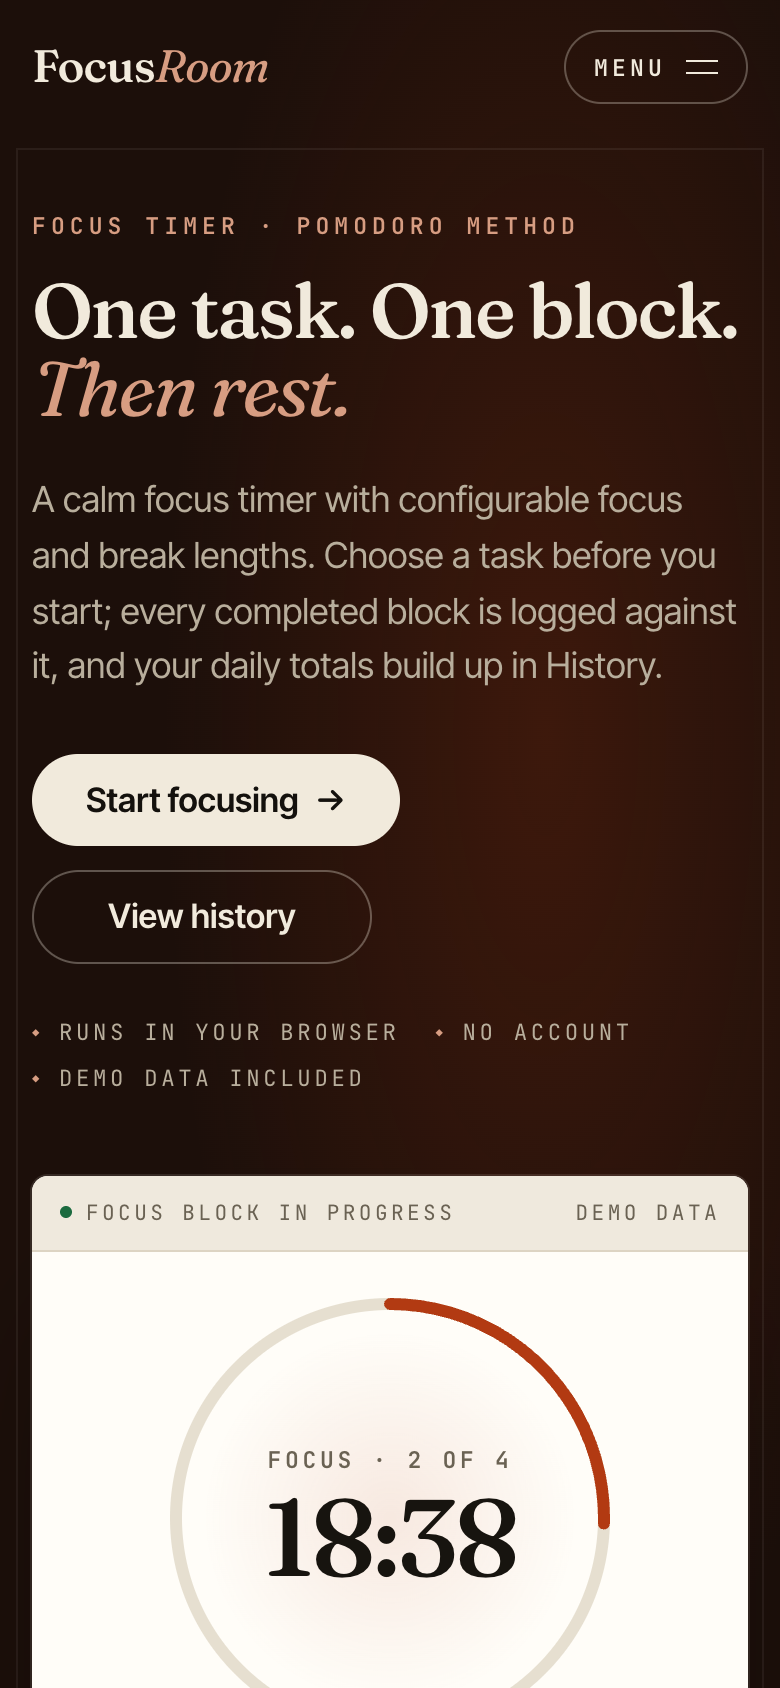 FocusRoom
MENU
FOCUS TIMER · POMODORO METHOD
One task. One block.
Then rest.
A calm focus timer with configurable focus
and break lengths. Choose a task before you
start; every completed block is logged against
it, and your daily totals build up in History.
Start focusing →
View history
RUNS IN YOUR BROWSER
NO ACCOUNT
DEMO DATA INCLUDED
FOCUS BLOCK IN PROGRESS
DEMO DATA
FOCUS · 2 OF 4
18:38